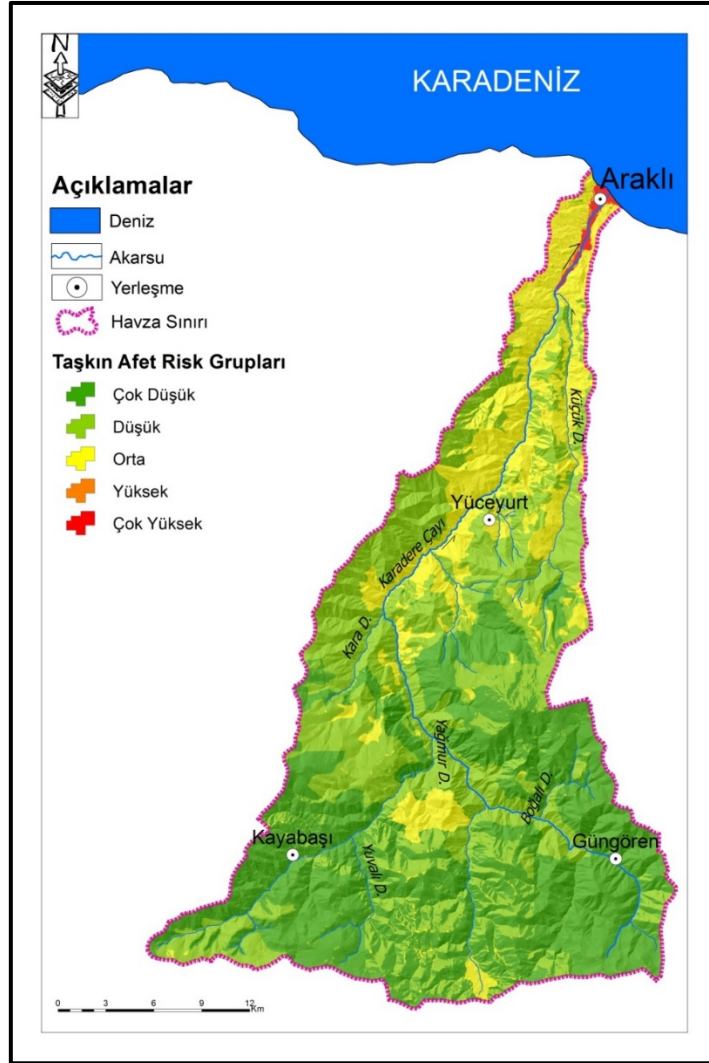 N
KARADENİZ
Araklı
Açıklamalar
Deniz
Akarsu
Yerleşme
Havza Sınırı
Taşkın Afet Risk Grupları
Çok Düşük
Düşük
Orta
Yüksek
Çok Yüksek
Küçük D.
Yüceyurt
Karadere Çayı
Kara D.
Yağmur D.
Boğalı D.
Kayabaşı
Güngören
Yuvalı D.
0 3 6 9 12
Km